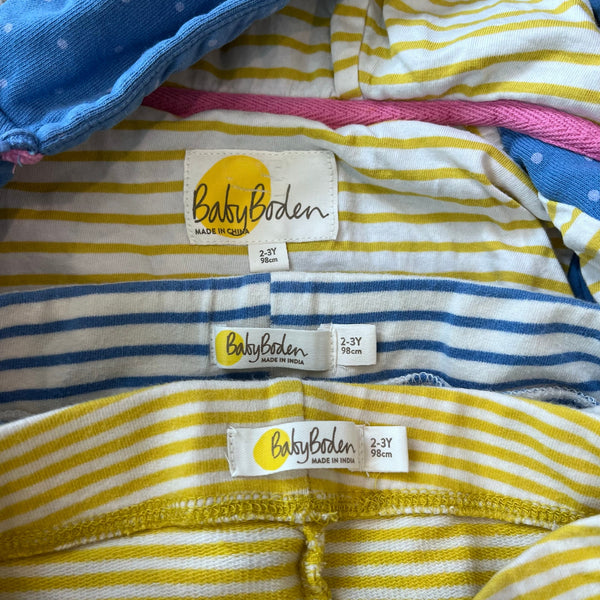 BabyBoden
MADE IN CHINA
2-3Y
98cm
BabyBoden
MADE IN INDIA
2-3Y
98cm
BabyBoden
MADE IN INDIA
2-3Y
98cm